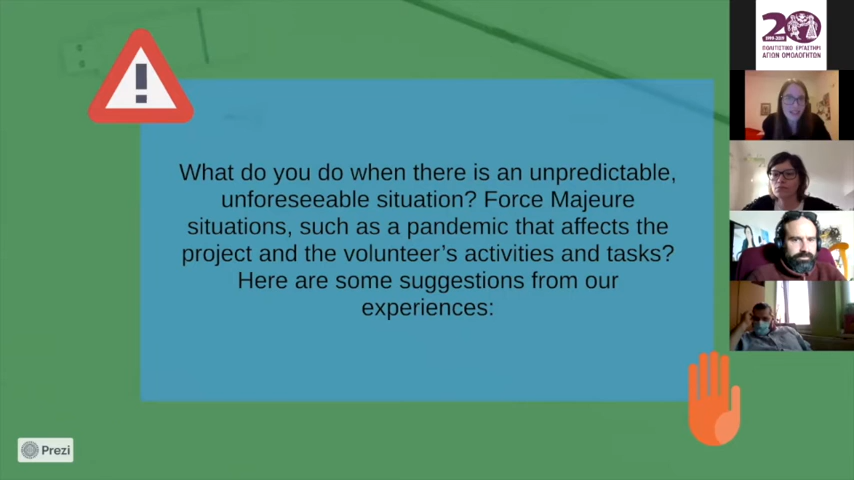 What do you do when there is an unpredictable,
unforeseeable situation? Force Majeure
situations, such as a pandemic that affects the
project and the volunteer's activities and tasks?
Here are some suggestions from our
experiences:
Prezi
20
ΠΟΛΙΤΙΣΤΙΚΟ ΕΡΓΑΣΤΗΡΙ
ΑΓΙΩΝ ΟΜΟΛΟΓΗΤΩΝ